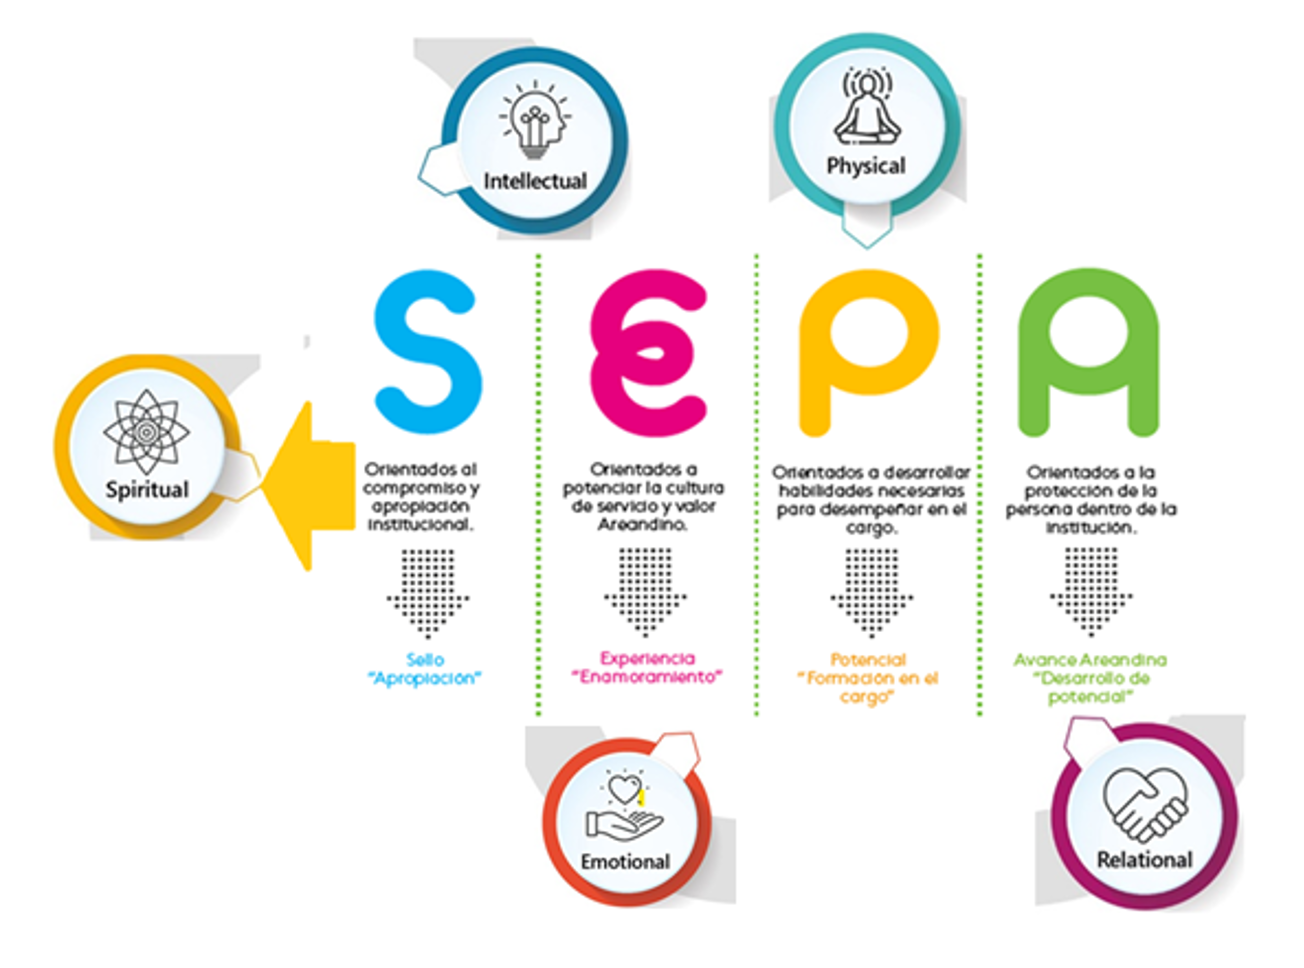 Intellectual
Physical
SEPA
Spiritual
Orientados al
compromiso y
apropiación
institucional.
Orientados a
potenciar la cultura
de servicio y valor
Areandino.
Orientados a desarrollar
habilidades necesarias
para desempeñar en el
cargo.
Orientados a la
protección de la
persona dentro de la
institución.
Sello
"Apropiación"
Experiencia
"Enamoramiento"
Potencial
"Formación en el
cargo"
Avance Areandina
"Desarrollo de
potencial"
Emotional
Relational